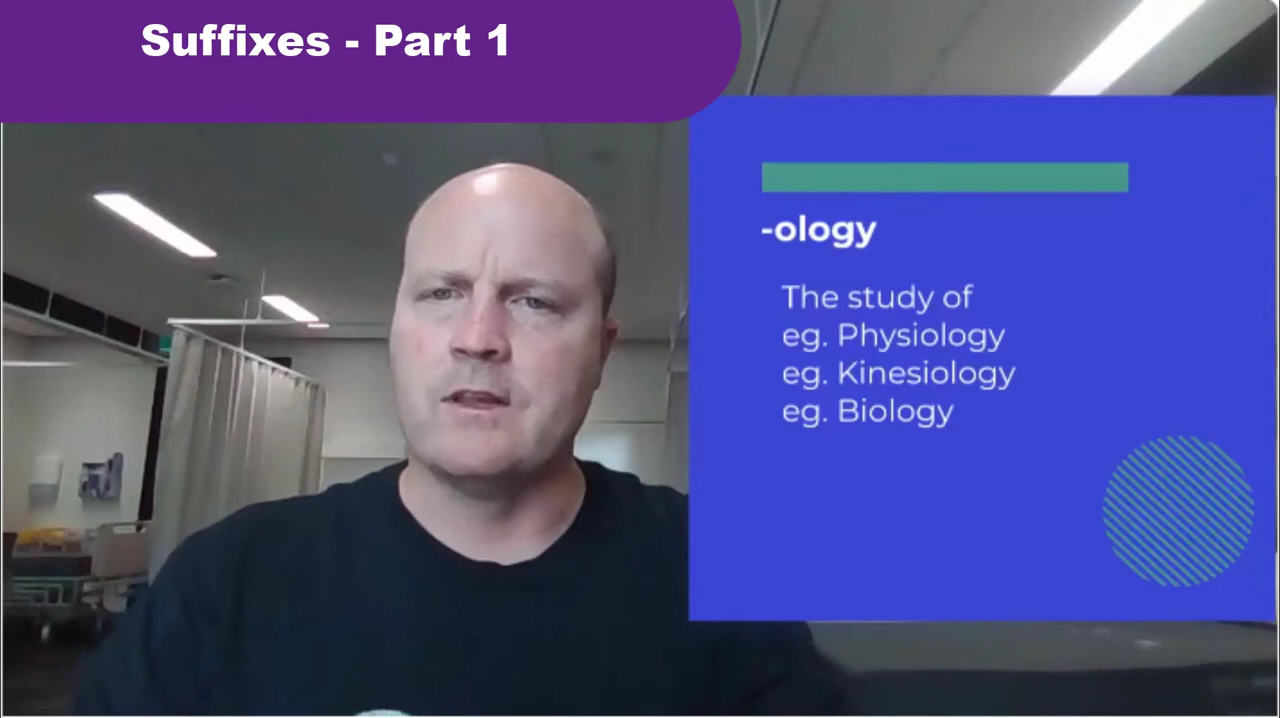 Suffixes - Part 1
-ology
The study of
eg. Physiology
eg. Kinesiology
eg. Biology